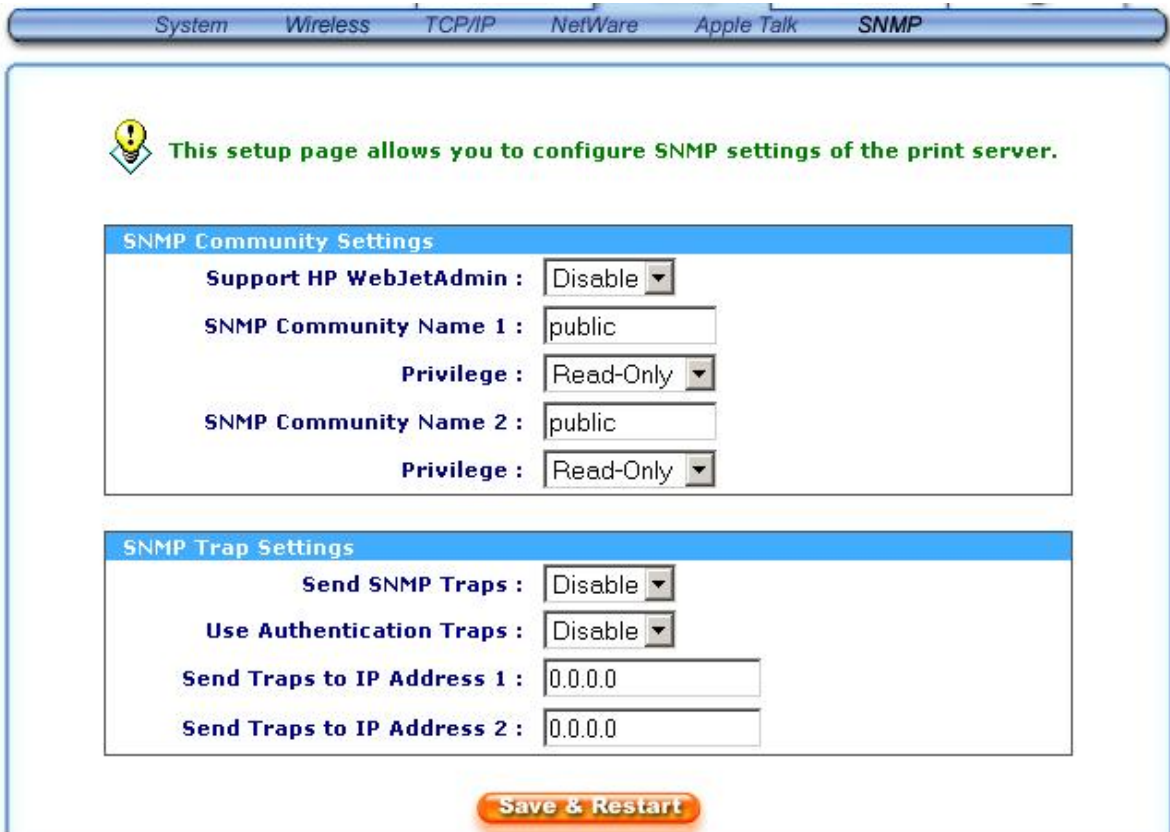 System Wireless TCP/IP NetWare Apple Talk SNMP
This setup page allows you to configure SNMP settings of the print server.
SNMP Community Settings
Support HP WebJetAdmin : Disable
SNMP Community Name 1 : public
Privilege : Read-Only
SNMP Community Name 2 : public
Privilege : Read-Only
SNMP Trap Settings
Send SNMP Traps : Disable
Use Authentication Traps : Disable
Send Traps to IP Address 1 : 0.0.0.0
Send Traps to IP Address 2 : 0.0.0.0
Save & Restart